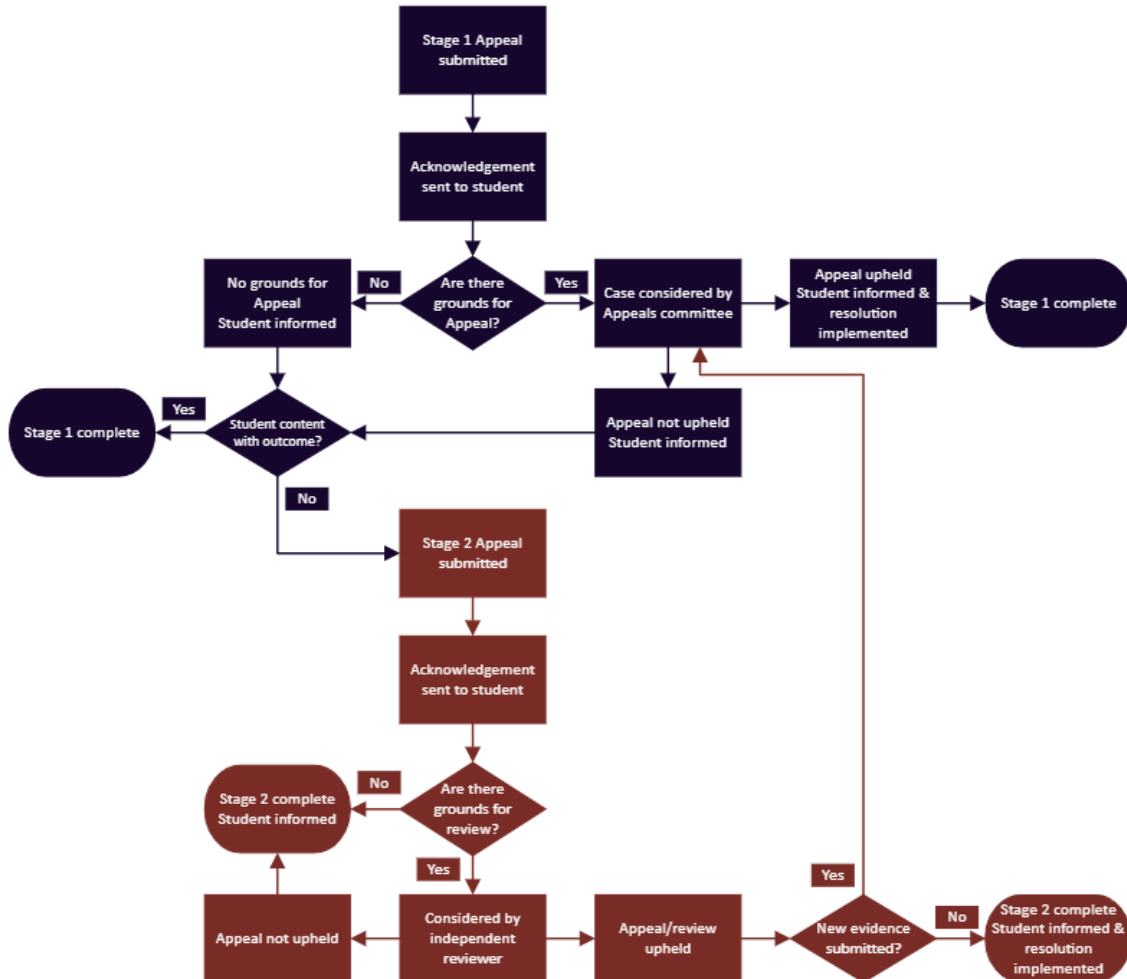 Stage 1 Appeal
submitted
Acknowledgement
sent to student
No grounds for
Appeal
Student informed
No
Are there
grounds for
Appeal?
Yes
Case considered by
Appeals committee
Appeal upheld
Student informed &
resolution
implemented
Stage 1 complete
Stage 1 complete
Yes
Student content
with outcome?
Appeal not upheld
Student informed
No
Stage 2 Appeal
submitted
Acknowledgement
sent to student
Stage 2 complete
Student informed
No
Are there
grounds for
review?
Yes
Appeal not upheld
Considered by
independent
reviewer
Appeal/review
upheld
Yes
New evidence
submitted?
No
Stage 2 complete
Student informed &
resolution
implemented